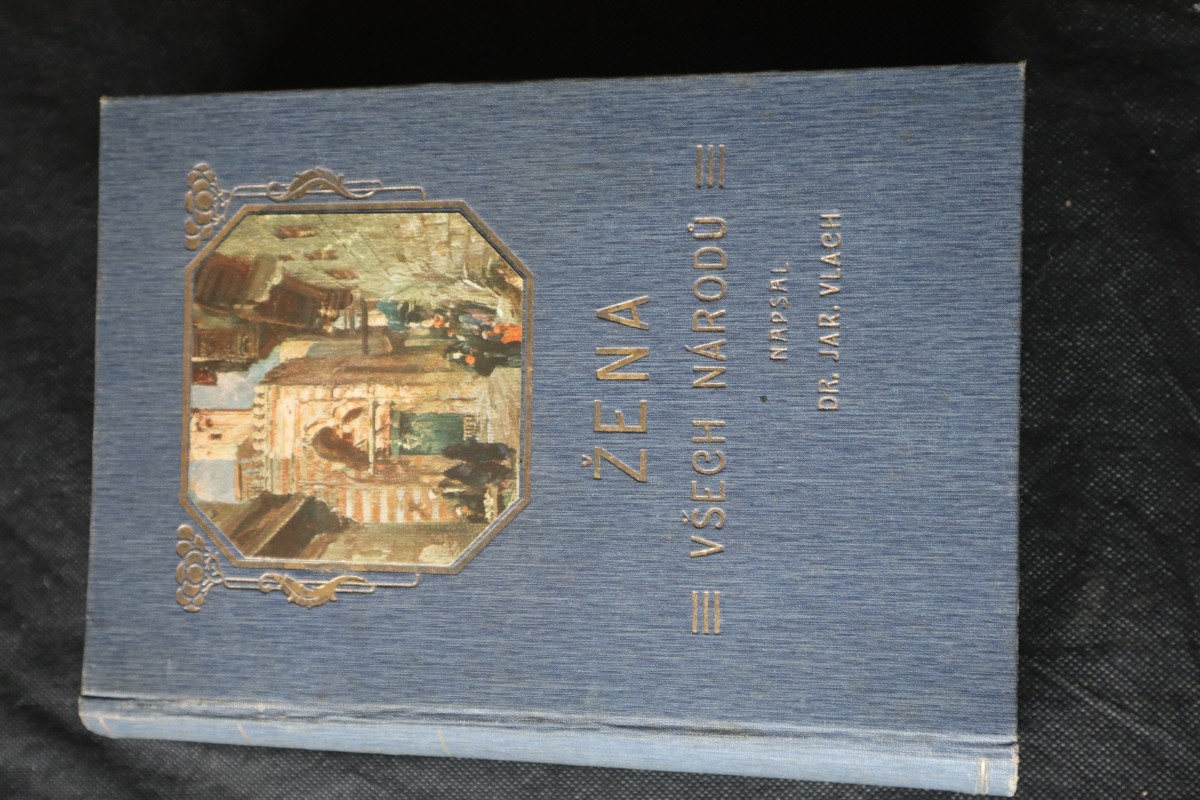 ŽENA
VŠECH NÁRODŮ
NAPSAL
DR. JAR. VLACH